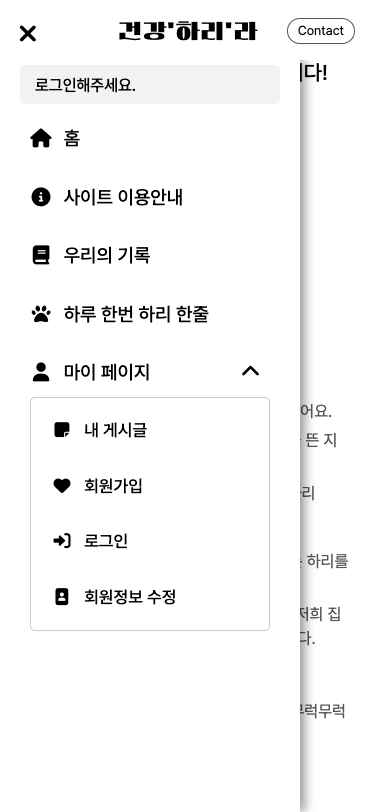 건강'하리'라
Contact
로그인해주세요.
홈
사이트 이용안내
우리의 기록
하루 한번 하리 한줄
마이 페이지
내 게시글
회원가입
로그인
회원정보 수정
다!
어요.
뜬 지
리
하리를
저희 집
다.
무럭무럭